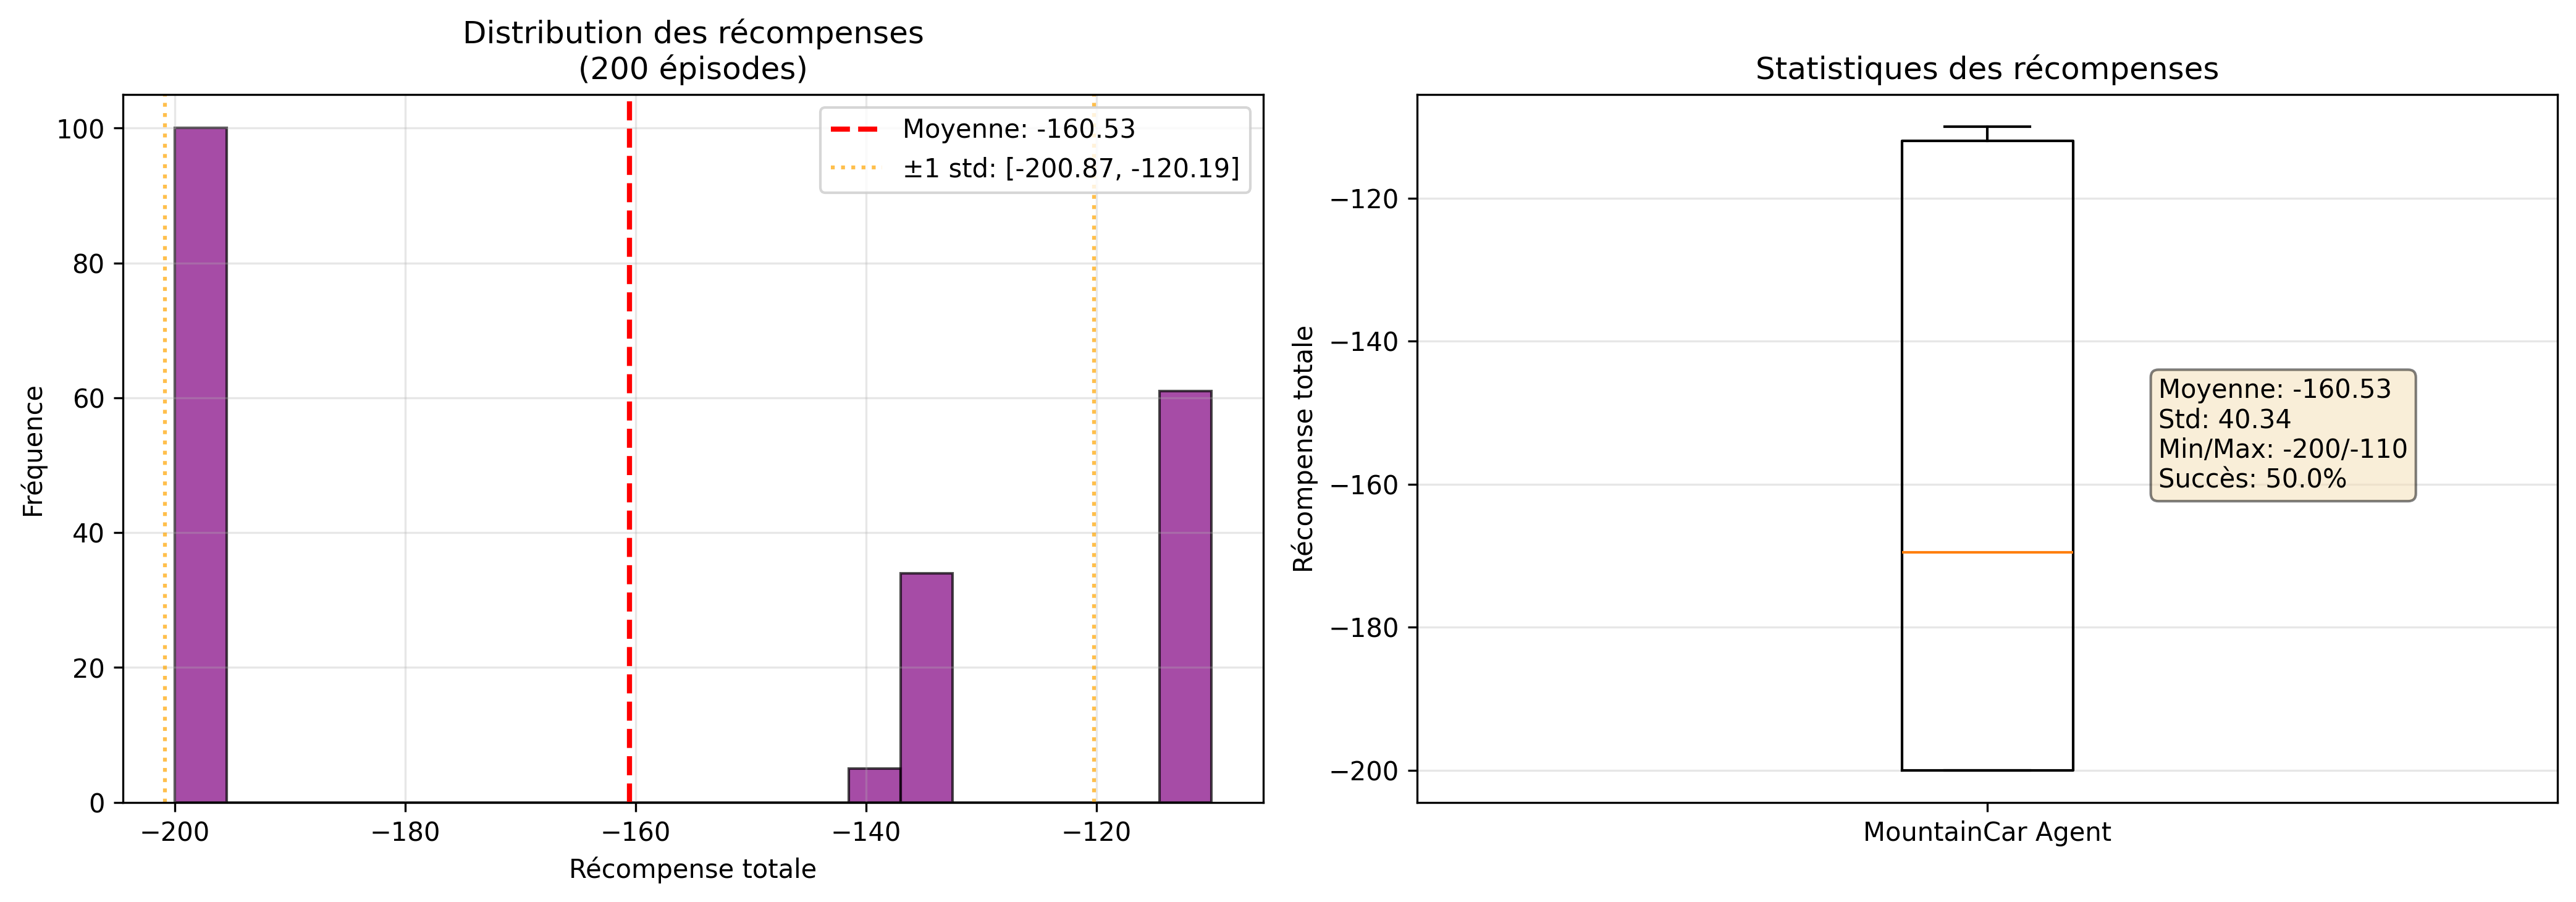 Distribution des récompenses
(200 épisodes)
Fréquence
100
80
60
40
20
0
Moyenne: -160.53
±1 std: [-200.87, -120.19]
−200
−180
−160
−140
−120
Récompense totale
Statistiques des récompenses
Récompense totale
−120
−140
−160
−180
−200
Moyenne: -160.53
Std: 40.34
Min/Max: -200/-110
Succès: 50.0%
MountainCar Agent